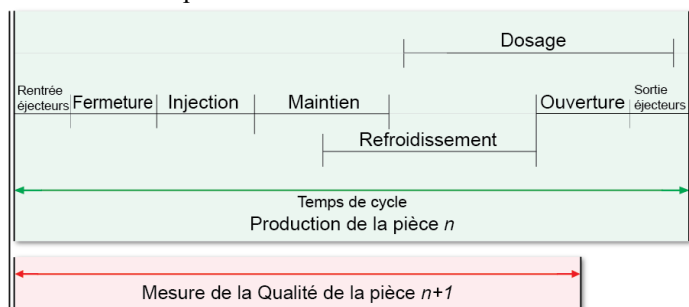 Dosage
Rentrée
éjecteurs
Fermeture
Injection
Maintien
Ouverture
Sortie
éjecteurs
Refroidissement
Temps de cycle
Production de la pièce n
Mesure de la Qualité de la pièce n+1